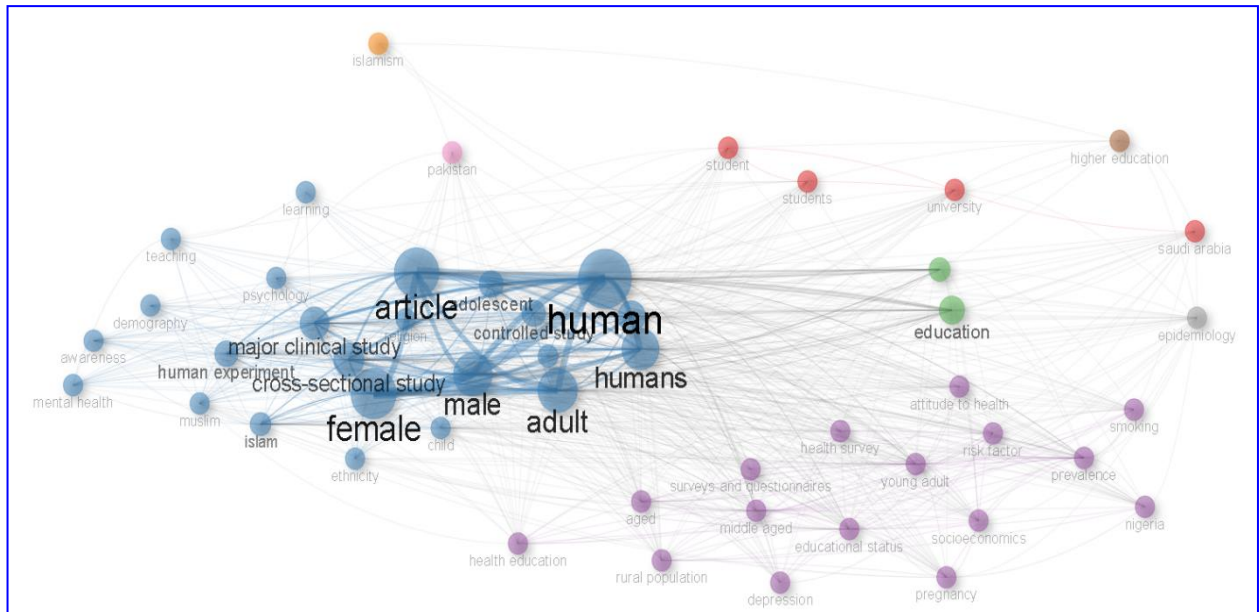 islamism
pakistan
student
higher education
students
learning
university
teaching
saudi arabia
psychology
adolescent
article
demography
human
religion
controlled study
education
epidemiology
major clinical study
awareness
human experiment
cross-sectional study
humans
mental health
muslim
male
attitude to health
adult
smoking
female
islam
child
health survey
risk factor
ethnicity
surveys and questionnaires
young adult
prevalence
aged
middle aged
nigeria
socioeconomics
educational status
health education
rural population
depression
pregnancy